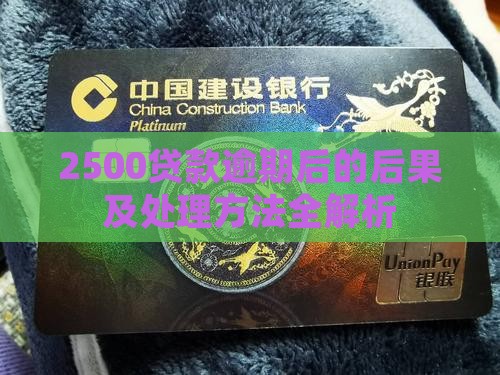 中国建设银行
China Construction Bank
Platinum
2500贷款逾期后的后果
及处理方法全解析
UnionPay
银联